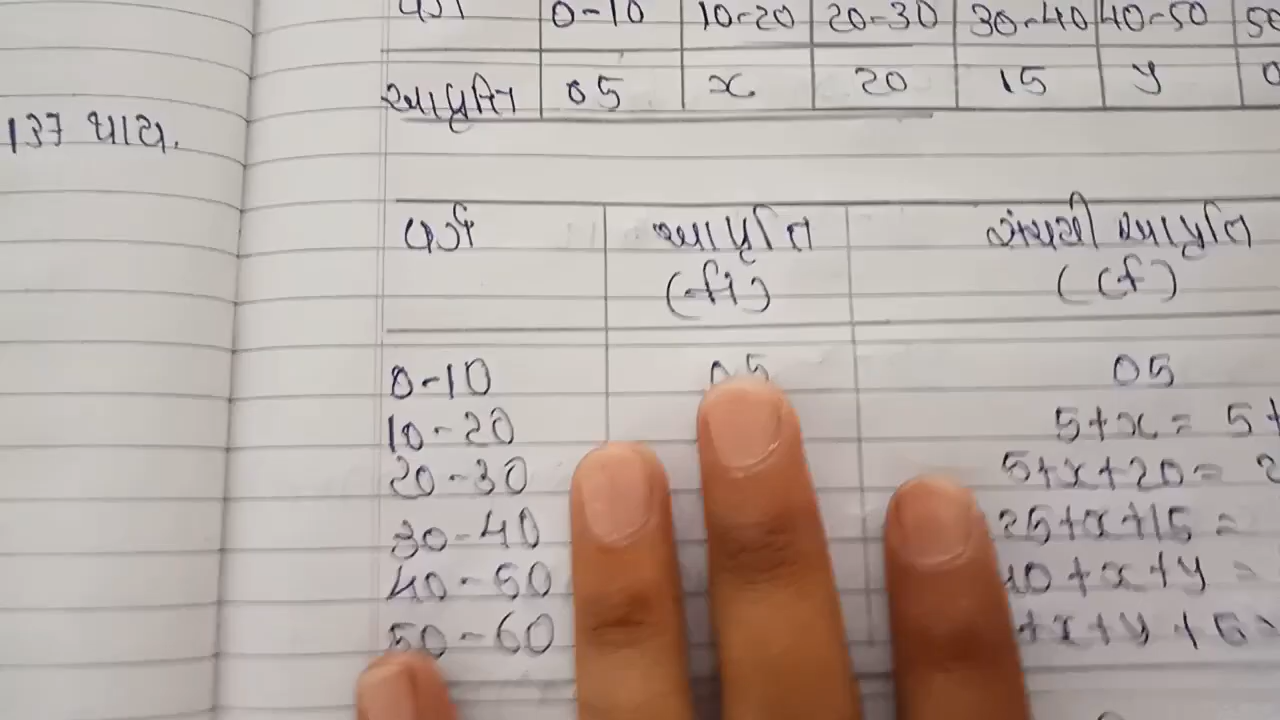 વર્ગ 0-10 10-20 20-30 30-40 40-50
આવૃત્તિ 05 x 20 15 y
137 થાય.
વર્ગ આવૃત્તિ સંચયી આવૃત્તિ
(fi) (cf)
0-10 05 05
10-20 5+x= 5+
20-30 5+x+20=
30-40 25+x+15=
40-50 40+x+y=
50-60 +x+y+5=